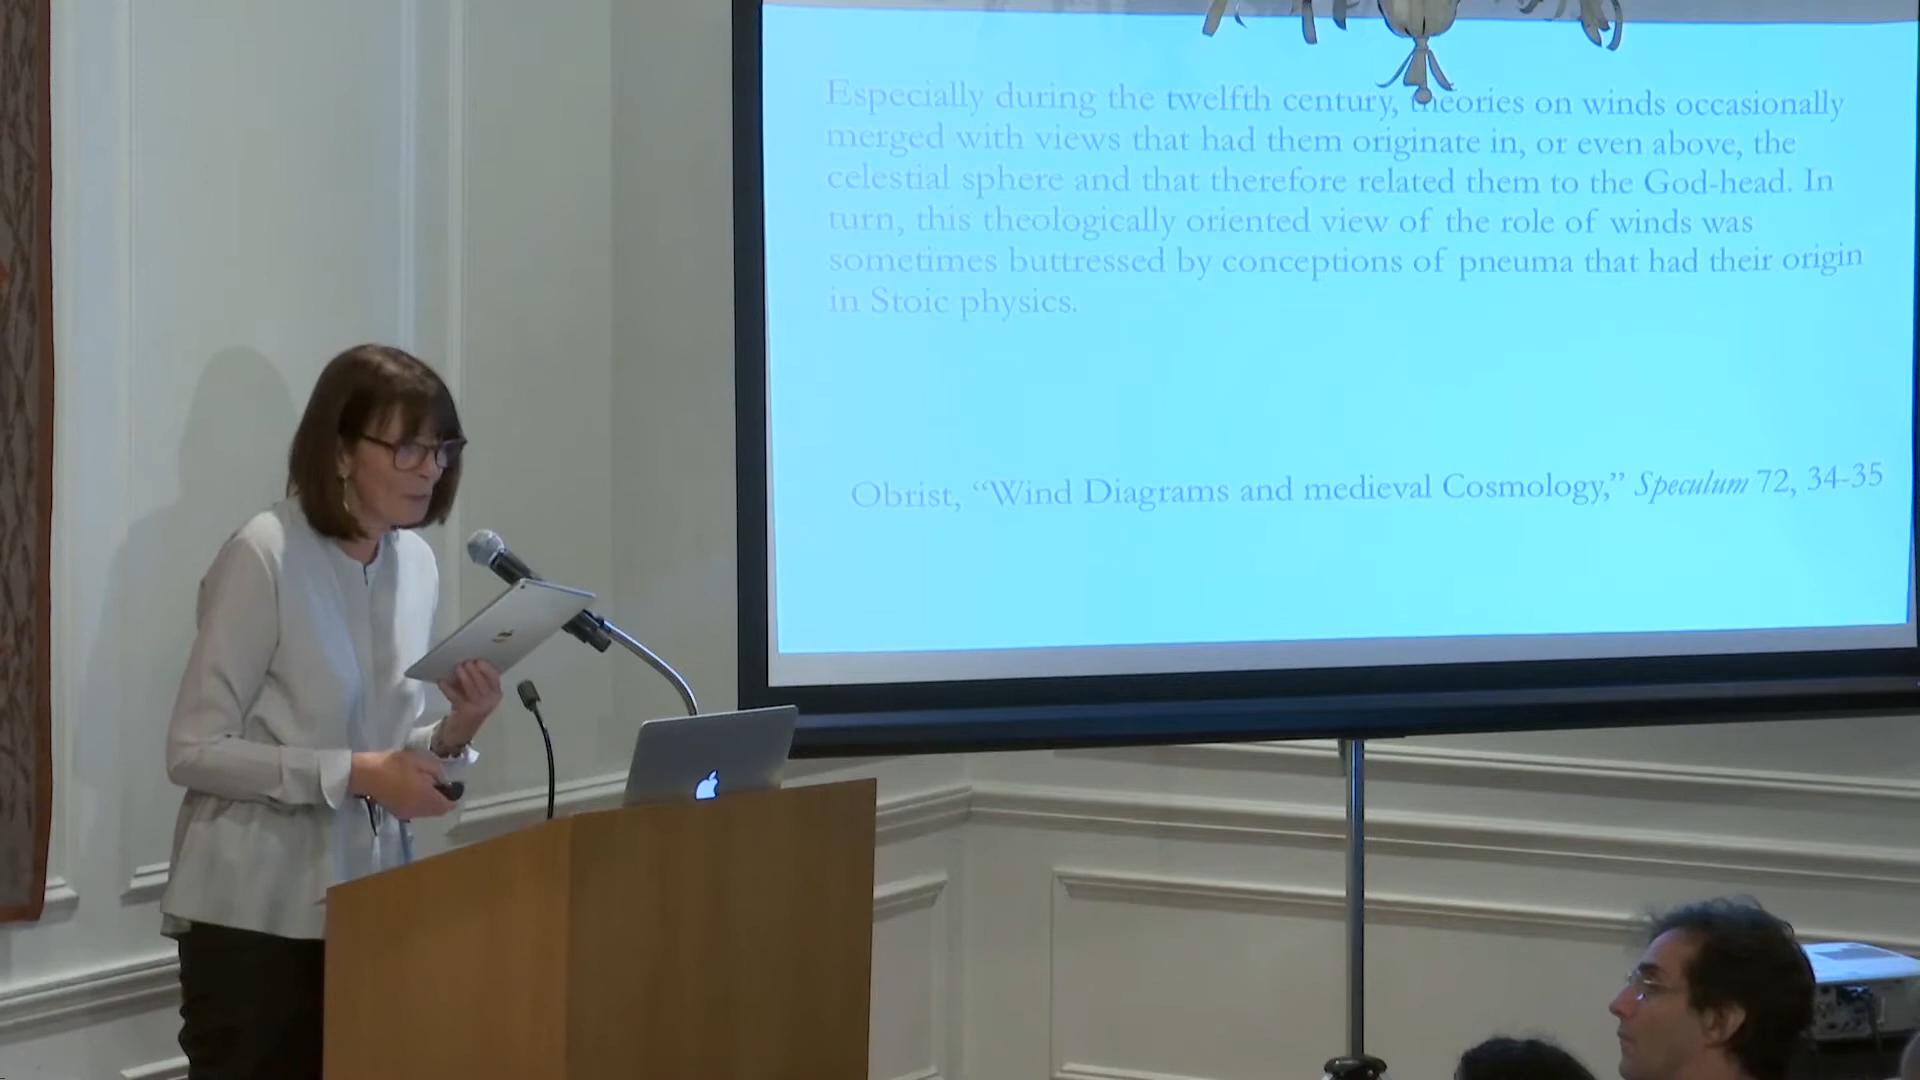 Especially during the twelfth century, theories on winds occasionally
merged with views that had them originate in, or even above, the
celestial sphere and that therefore related them to the God-head. In
turn, this theologically oriented view of the role of winds was
sometimes buttressed by conceptions of pneuma that had their origin
in Stoic physics.
Obrist, “Wind Diagrams and medieval Cosmology,” Speculum 72, 34-35